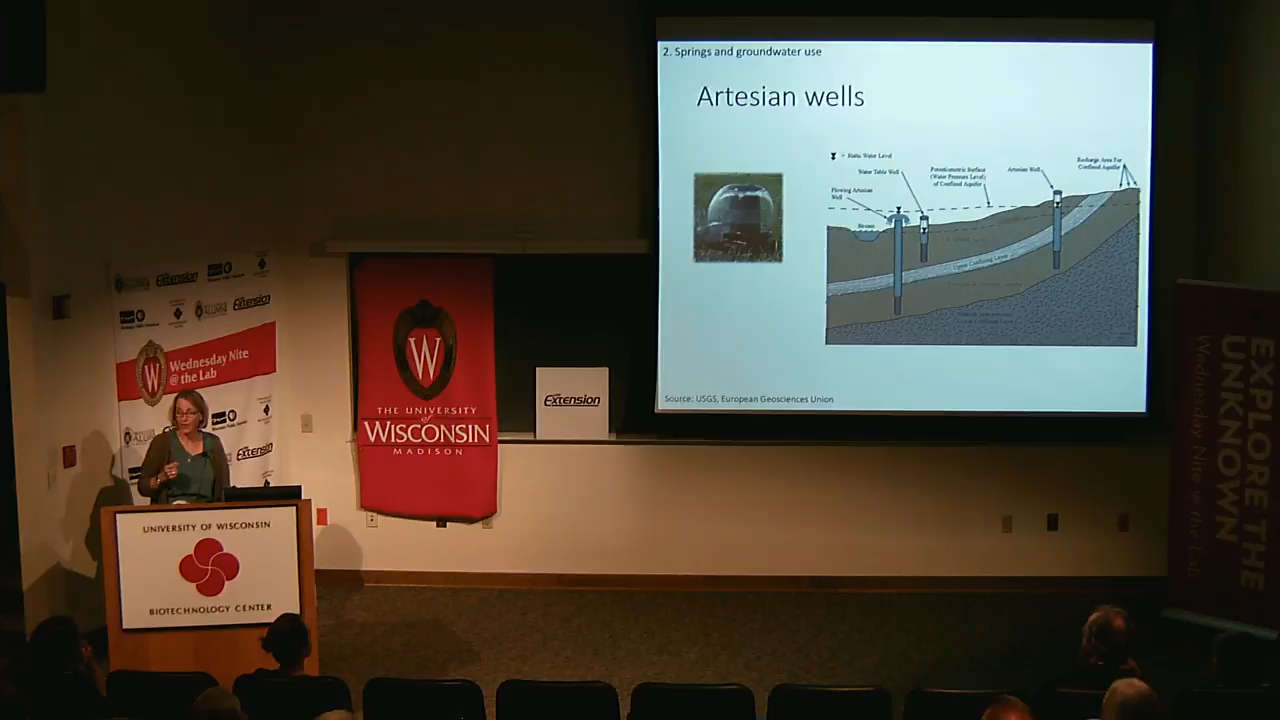 2. Springs and groundwater use
Artesian wells
= Static Water Level
Water Table Well
Potentiometric Surface
(Water Pressure Level)
of Confined Aquifer
Artesian Well
Recharge Area For
Confined Aquifer
Flowing Artesian
Well
Stream
Upper Confining Layer
Source: USGS, European Geosciences Union
Extension
ALUMNI
Extension
Wednesday Nite
@ the Lab
W
Extension
W
THE UNIVERSITY
of
WISCONSIN
MADISON
Extension
UNIVERSITY OF WISCONSIN
BIOTECHNOLOGY CENTER
EXPLORE THE
UNKNOWN
Wednesday Nite @ the Lab